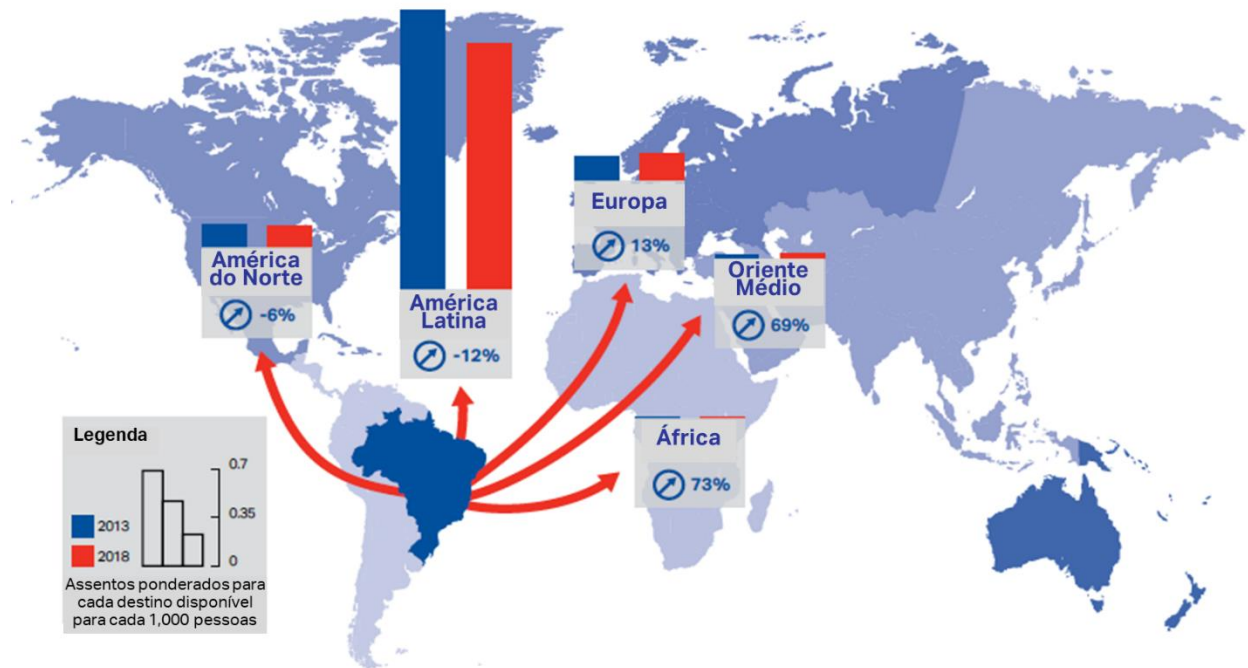 Europa
13%
América
do Norte
-6%
Oriente
Médio
69%
América
Latina
-12%
África
73%
Legenda
0.7
0.35
0
2013
2018
Assentos ponderados para
cada destino disponível
para cada 1,000 pessoas